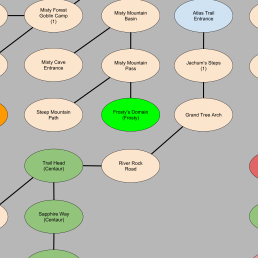 Misty Forest
Goblin Camp
(1)
Misty Mountain
Basin
Atlas Trail
Entrance
Misty Cave
Entrance
Misty Mountain
Pass
Jachum's Steps
(1)
Steep Mountain
Path
Frosty's Domain
(Frosty)
Grand Tree Arch
Trail Head
(Centaur)
River Rock
Road
Sapphire Way
(Centaur)